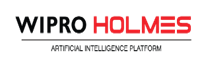 WIPRO HOLMES
ARTIFICIAL INTELLIGENCE PLATFORM